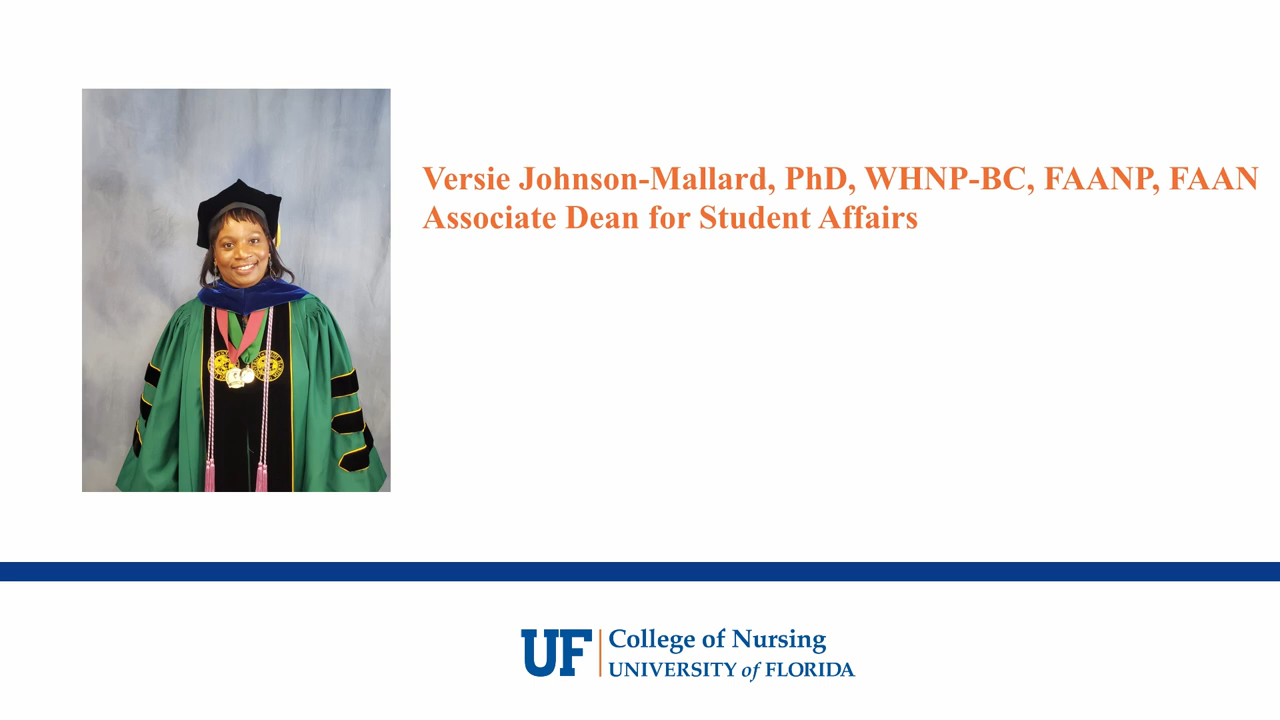 Versie Johnson-Mallard, PhD, WHNP-BC, FAANP, FAAN
Associate Dean for Student Affairs
UF College of Nursing
UNIVERSITY of FLORIDA